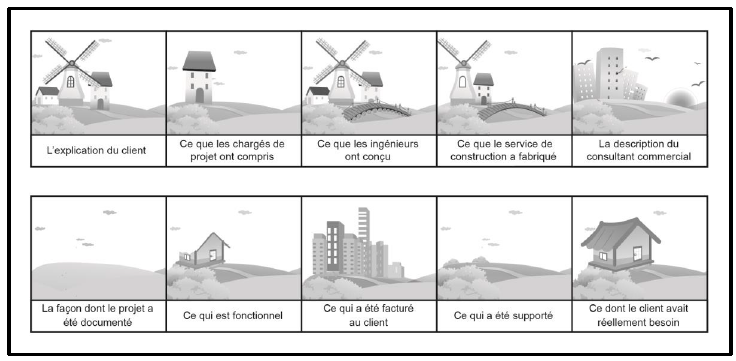 L'explication du client
Ce que les chargés de
projet ont compris
Ce que les ingénieurs
ont conçu
Ce que le service de
construction a fabriqué
La description du
consultant commercial
La façon dont le projet a
été documenté
Ce qui est fonctionnel
Ce qui a été facturé
au client
Ce qui a été supporté
Ce dont le client avait
réellement besoin